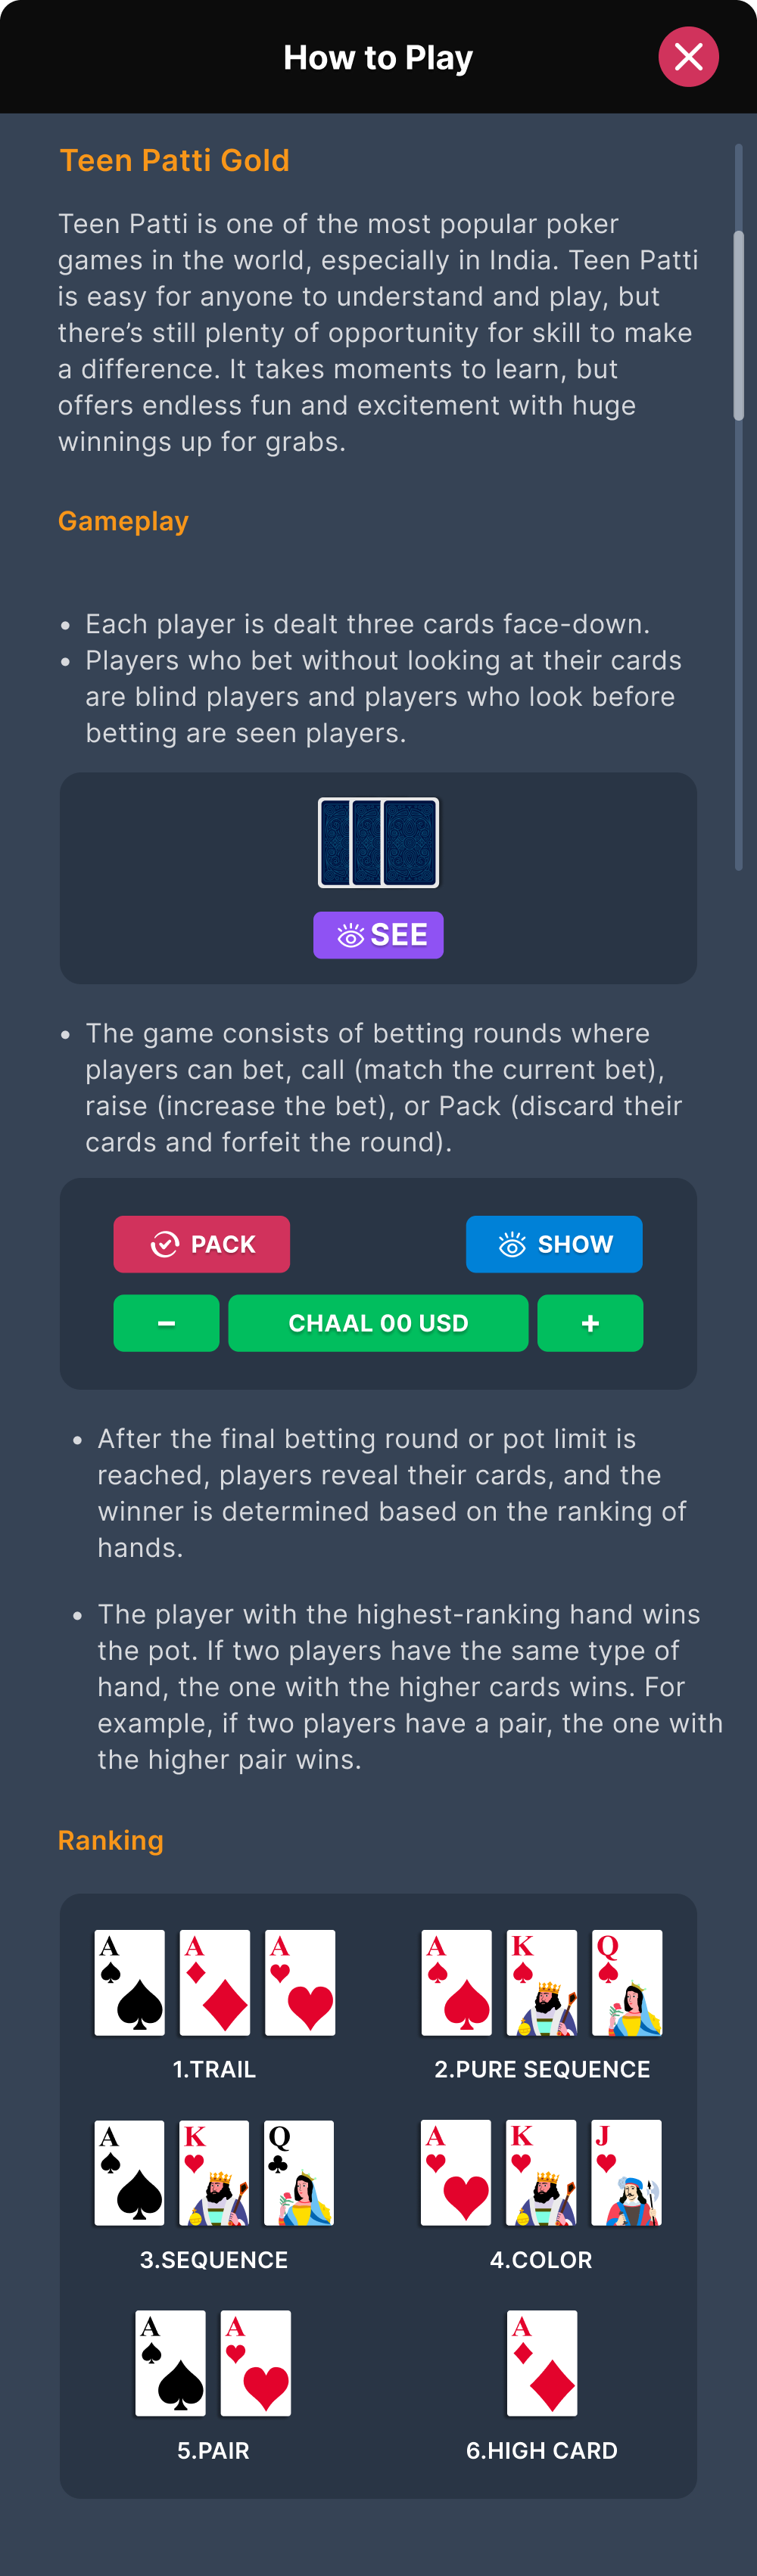 How to Play
Teen Patti Gold
Teen Patti is one of the most popular poker
games in the world, especially in India. Teen Patti
is easy for anyone to understand and play, but
there’s still plenty of opportunity for skill to make
a difference. It takes moments to learn, but
offers endless fun and excitement with huge
winnings up for grabs.
Gameplay
• Each player is dealt three cards face-down.
• Players who bet without looking at their cards
are blind players and players who look before
betting are seen players.
SEE
• The game consists of betting rounds where
players can bet, call (match the current bet),
raise (increase the bet), or Pack (discard their
cards and forfeit the round).
PACK SHOW
− CHAAL 00 USD +
• After the final betting round or pot limit is
reached, players reveal their cards, and the
winner is determined based on the ranking of
hands.
• The player with the highest-ranking hand wins
the pot. If two players have the same type of
hand, the one with the higher cards wins. For
example, if two players have a pair, the one with
the higher pair wins.
Ranking
A A A A K Q
1.TRAIL 2.PURE SEQUENCE
A K Q A K J
3.SEQUENCE 4.COLOR
A A A
5.PAIR 6.HIGH CARD